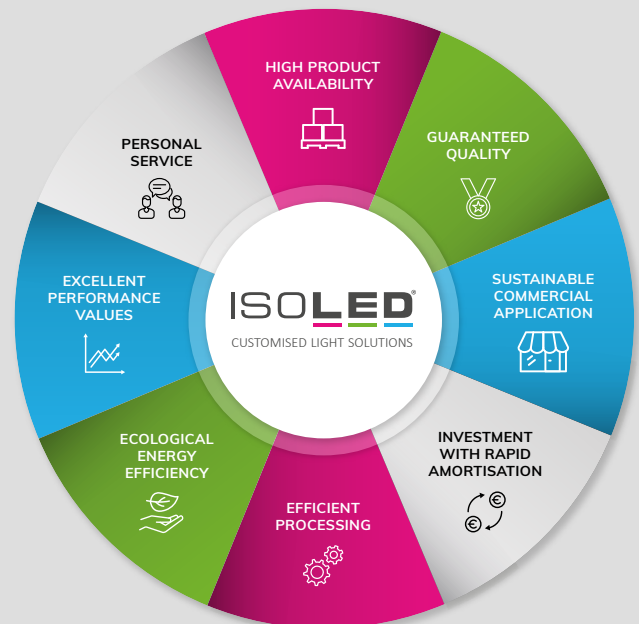 HIGH PRODUCT
AVAILABILITY
GUARANTEED
QUALITY
SUSTAINABLE
COMMERCIAL
APPLICATION
INVESTMENT
WITH RAPID
AMORTISATION
EFFICIENT
PROCESSING
ECOLOGICAL
ENERGY
EFFICIENCY
EXCELLENT
PERFORMANCE
VALUES
PERSONAL
SERVICE
ISOLED®
CUSTOMISED LIGHT SOLUTIONS